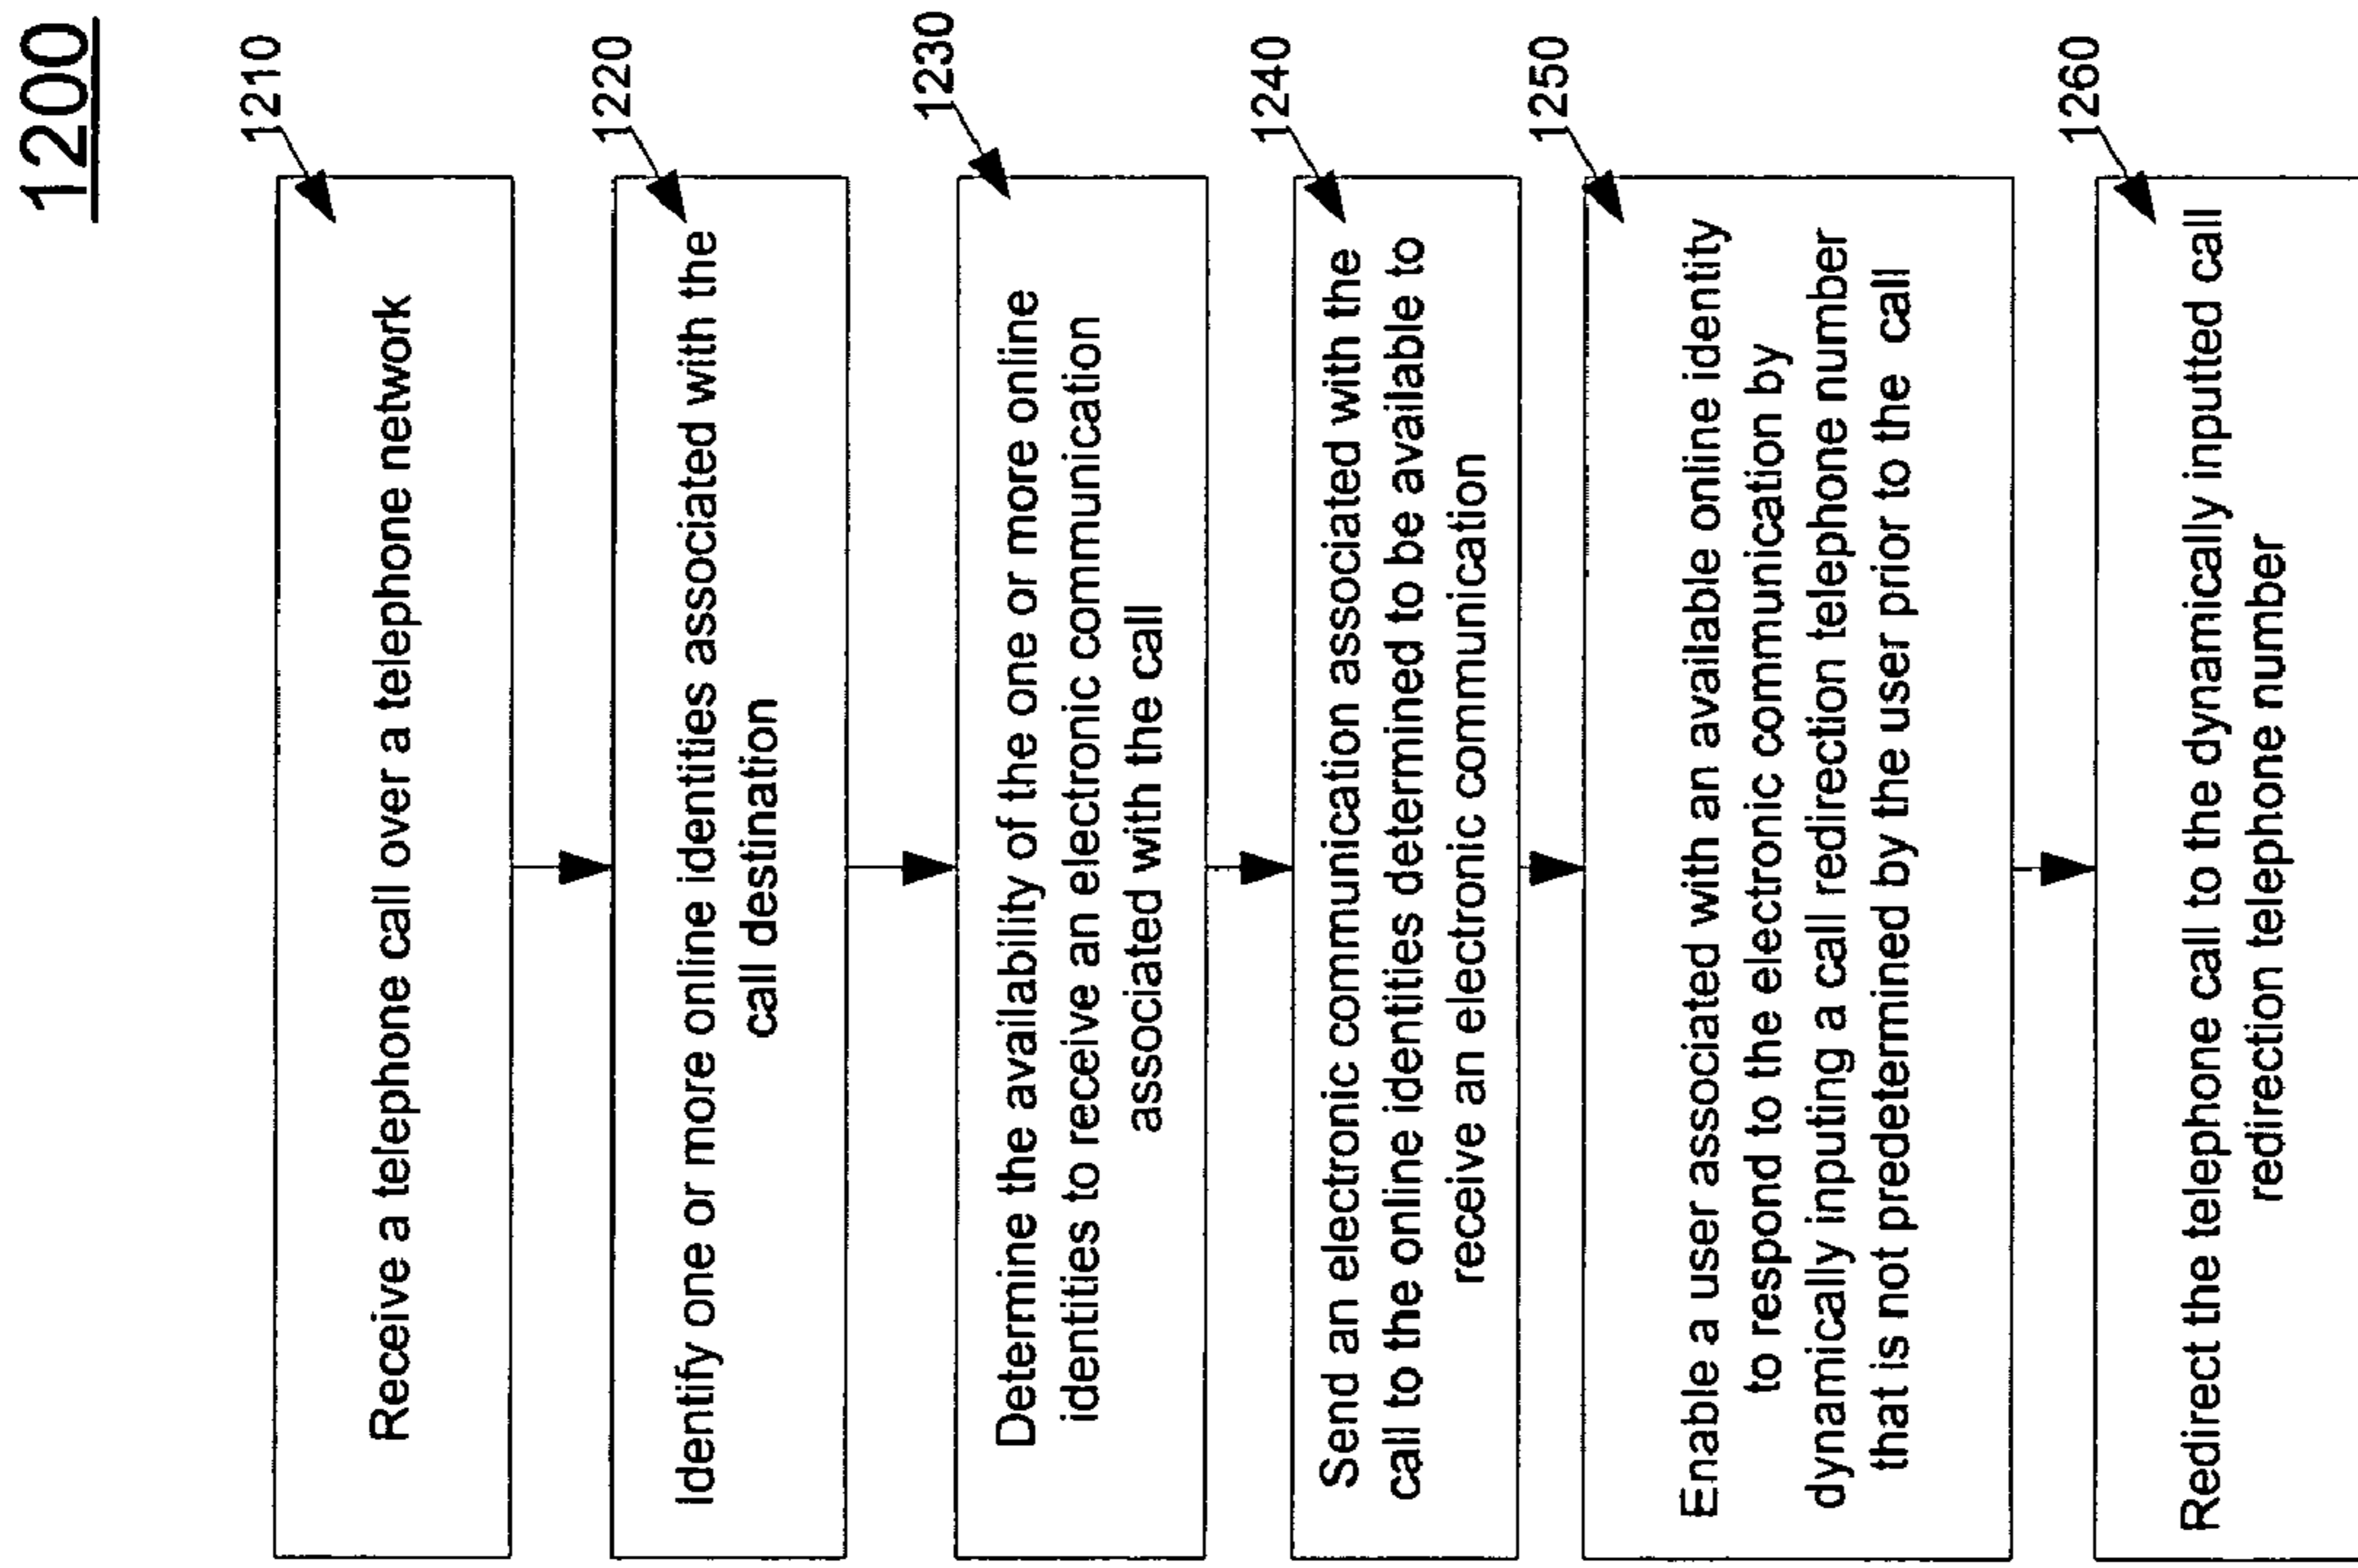 1200
1210
Receive a telephone call over a telephone network
1220
Identify one or more online identities associated with the
call destination
1230
Determine the availability of the one or more online
identities to receive an electronic communication
associated with the call
1240
Send an electronic communication associated with the
call to the online identities determined to be available to
receive an electronic communication
1250
Enable a user associated with an available online identity
to respond to the electronic communication by
dynamically inputing a call redirection telephone number
that is not predetermined by the user prior to the call
1260
Redirect the telephone call to the dynamically inputted call
redirection telephone number